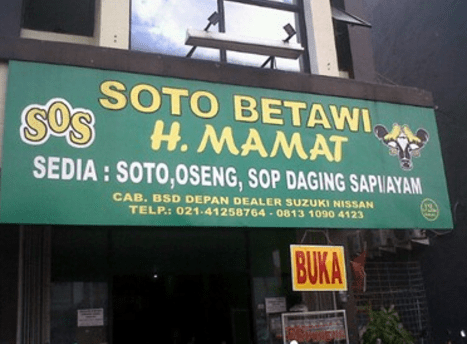 SOS
SOTO BETAWI
H. MAMAT
SEDIA : SOTO,OSENG, SOP DAGING SAPI/AYAM
CAB. BSD DEPAN DEALER SUZUKI NISSAN
TELP.: 021-41258764 - 0813 1090 4123
BUKA